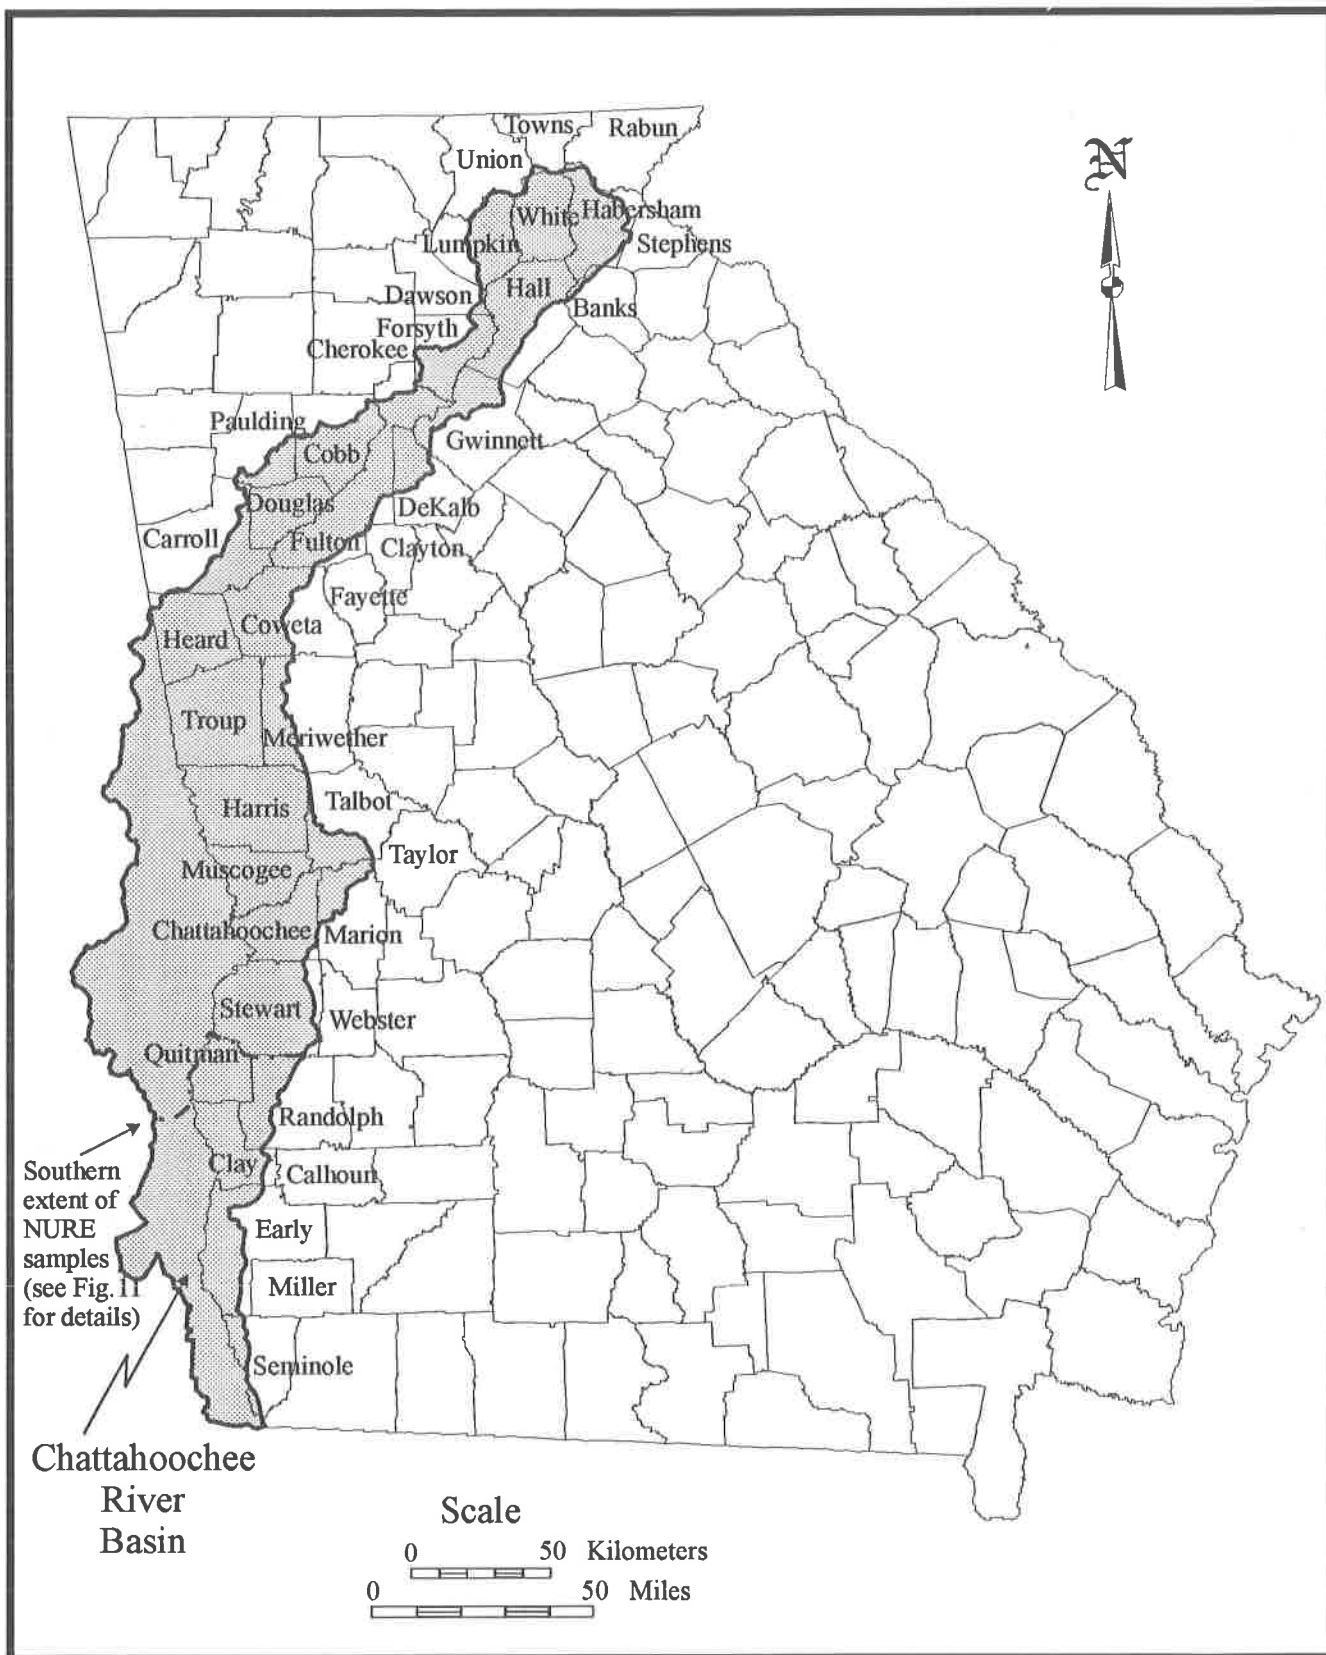 Towns
Rabun
N
Union
White
Habersham
Lumpkin
Stephens
Hall
Dawson
Banks
Forsyth
Cherokee
Paulding
Gwinnett
Cobb
Douglas
DeKalb
Carroll
Fulton
Clayton
Fayette
Coweta
Heard
Troup
Meriwether
Harris
Talbot
Taylor
Muscogee
Chattahoochee
Marion
Stewart
Webster
Quitman
Randolph
Clay
Calhoun
Southern
extent of
NURE
samples
(see Fig. 11
for details)
Early
Miller
Seminole
Chattahoochee
River
Basin
Scale
0 50 Kilometers
0 50 Miles